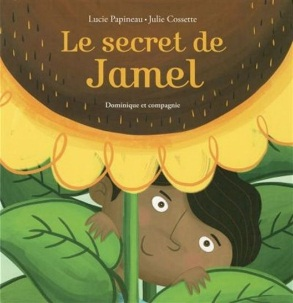 Lucie Papineau • Julie Cossette
Le secret de
Jamel
Dominique et compagnie